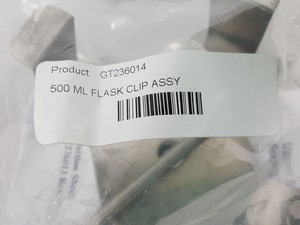 Product GT236014
500 ML FLASK CLIP ASSY